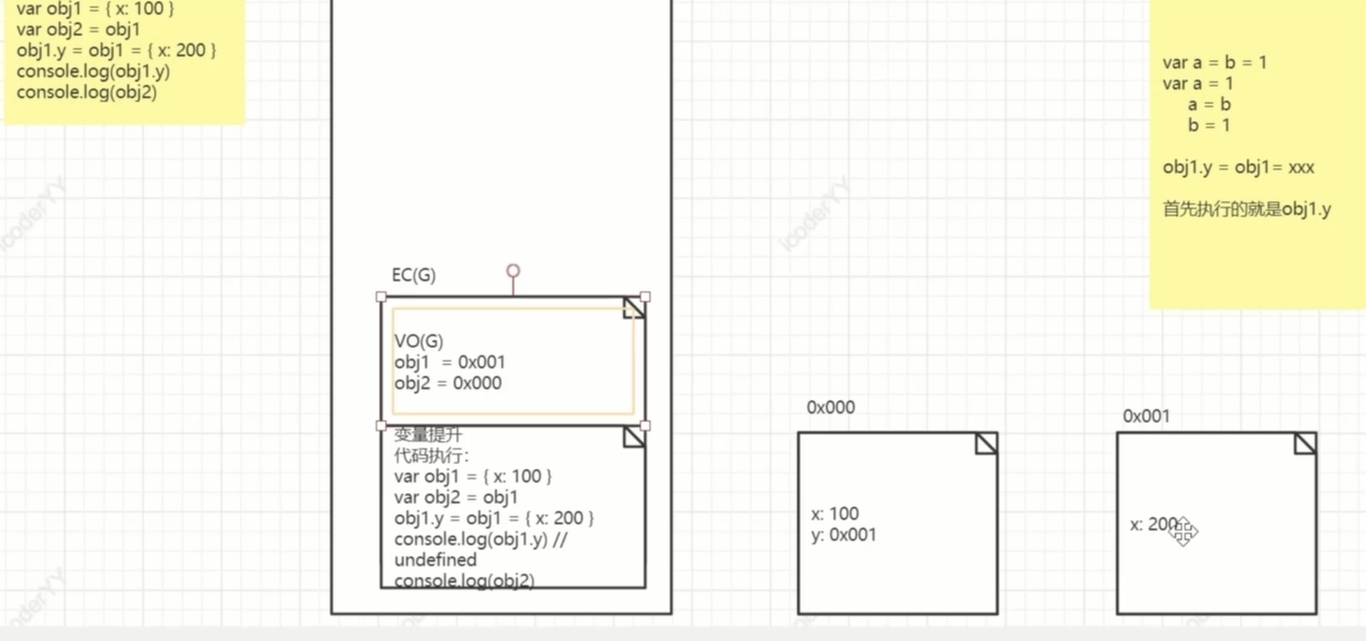 var obj1 = { x: 100 }
var obj2 = obj1
obj1.y = obj1 = { x: 200 }
console.log(obj1.y)
console.log(obj2)
var a = b = 1
var a = 1
a = b
b = 1
obj1.y = obj1= xxx
首先执行的就是obj1.y
EC(G)
VO(G)
obj1 = 0x001
obj2 = 0x000
变量提升
代码执行：
var obj1 = { x: 100 }
var obj2 = obj1
obj1.y = obj1 = { x: 200 }
console.log(obj1.y) //
undefined
console.log(obj2)
0x000
x: 100
y: 0x001
0x001
x: 200
icoderYY
icoderYY
icoderYY